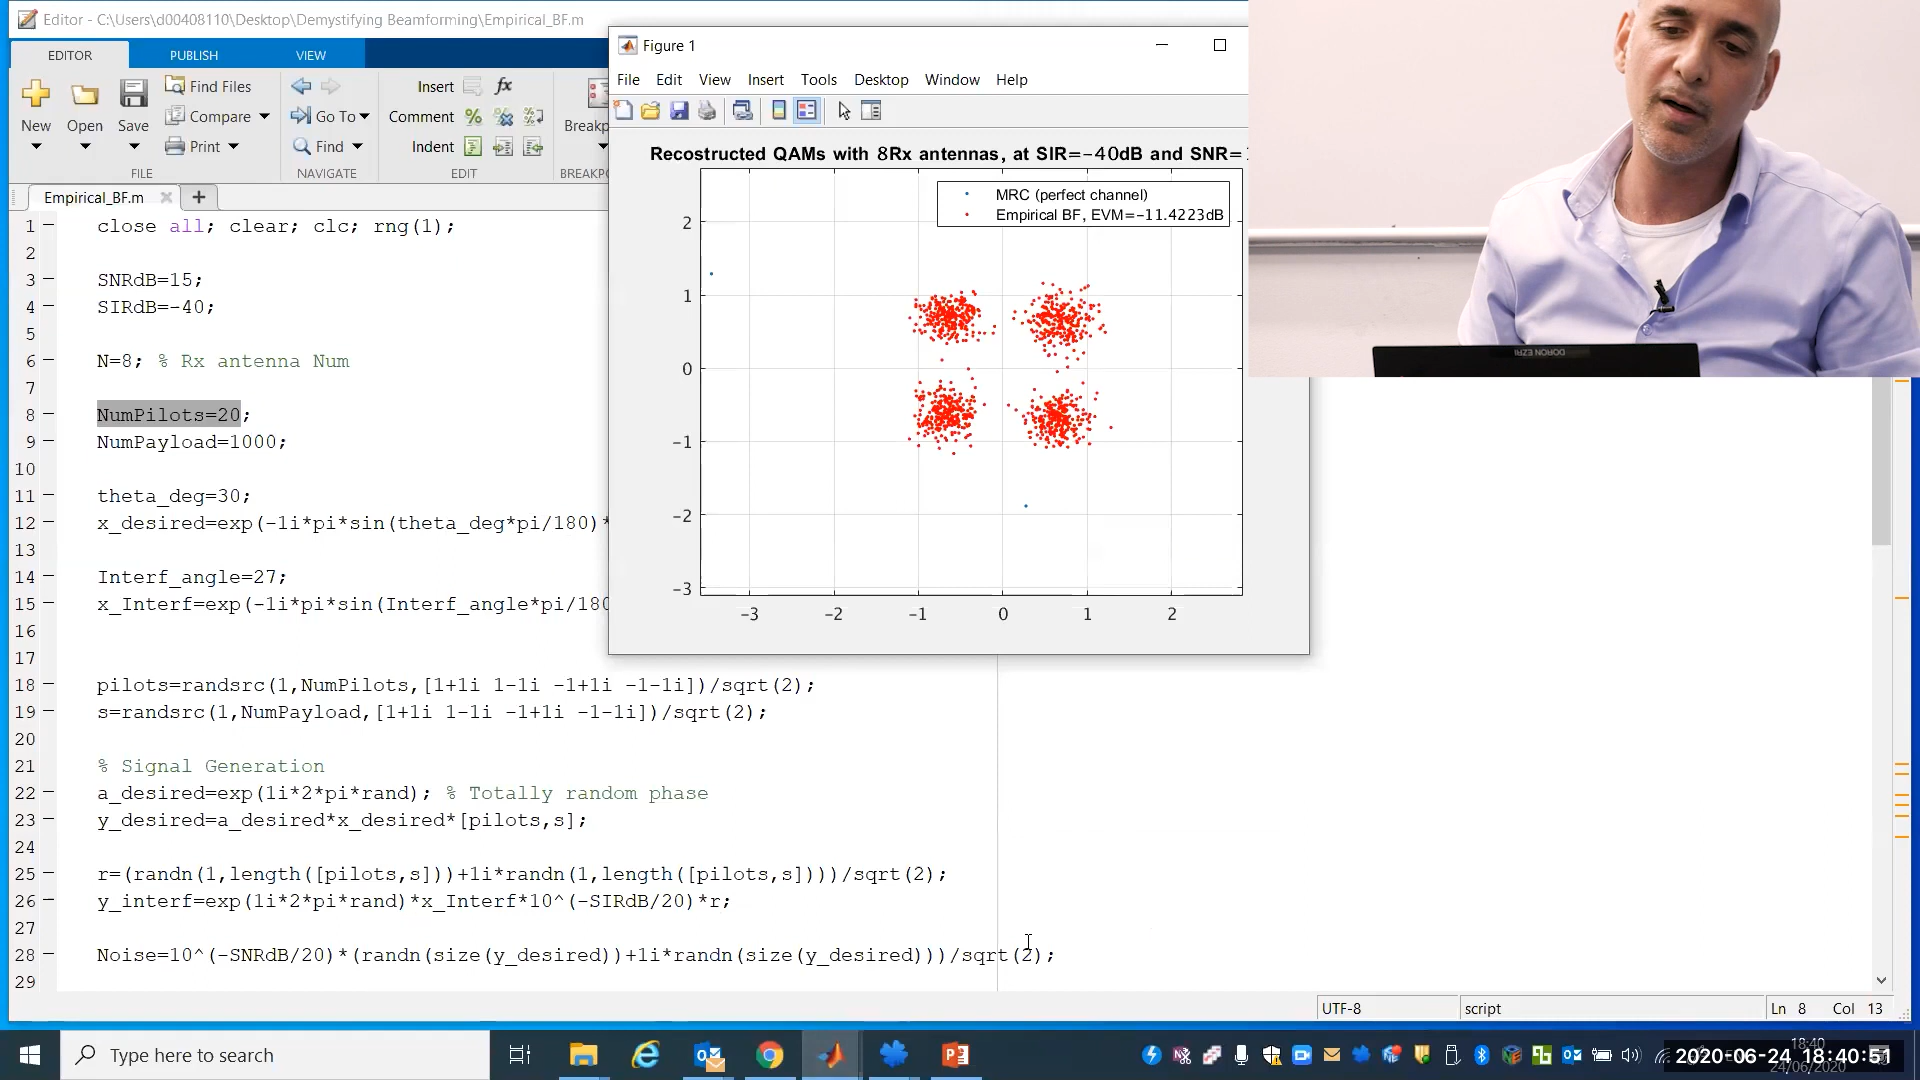 Editor - C:\Users\d00408110\Desktop\Demystifying Beamforming\Empirical_BF.m
EDITOR PUBLISH VIEW
New Open Save Find Files Compare Print FILE
Go To Find NAVIGATE
Insert Comment Indent EDIT
Breakp BREAKPO
Empirical_BF.m
1 close all; clear; clc; rng(1);
2
3 SNRdB=15;
4 SIRdB=-40;
5
6 N=8; % Rx antenna Num
7
8 NumPilots=20;
9 NumPayload=1000;
10
11 theta_deg=30;
12 x_desired=exp(-1i*pi*sin(theta_deg*pi/180)*
13
14 Interf_angle=27;
15 x_Interf=exp(-1i*pi*sin(Interf_angle*pi/180
16
17
18 pilots=randsrc(1,NumPilots,[1+1i 1-1i -1+1i -1-1i])/sqrt(2);
19 s=randsrc(1,NumPayload,[1+1i 1-1i -1+1i -1-1i])/sqrt(2);
20
21 % Signal Generation
22 a_desired=exp(1i*2*pi*rand); % Totally random phase
23 y_desired=a_desired*x_desired*[pilots,s];
24
25 r=(randn(1,length([pilots,s]))+1i*randn(1,length([pilots,s])))/sqrt(2);
26 y_interf=exp(1i*2*pi*rand)*x_Interf*10^(-SIRdB/20)*r;
27
28 Noise=10^(-SNRdB/20)*(randn(size(y_desired))+1i*randn(size(y_desired)))/sqrt(2);
29
Figure 1
File Edit View Insert Tools Desktop Window Help
Recostructed QAMs with 8Rx antennas, at SIR=-40dB and SNR=
MRC (perfect channel)
Empirical BF, EVM=-11.4223dB
2
1
0
-1
-2
-3
-3 -2 -1 0 1 2
DORON EZRI
UTF-8 script Ln 8 Col 13
Type here to search
18:40
24/06/2020
2020-06-24 18:40:51